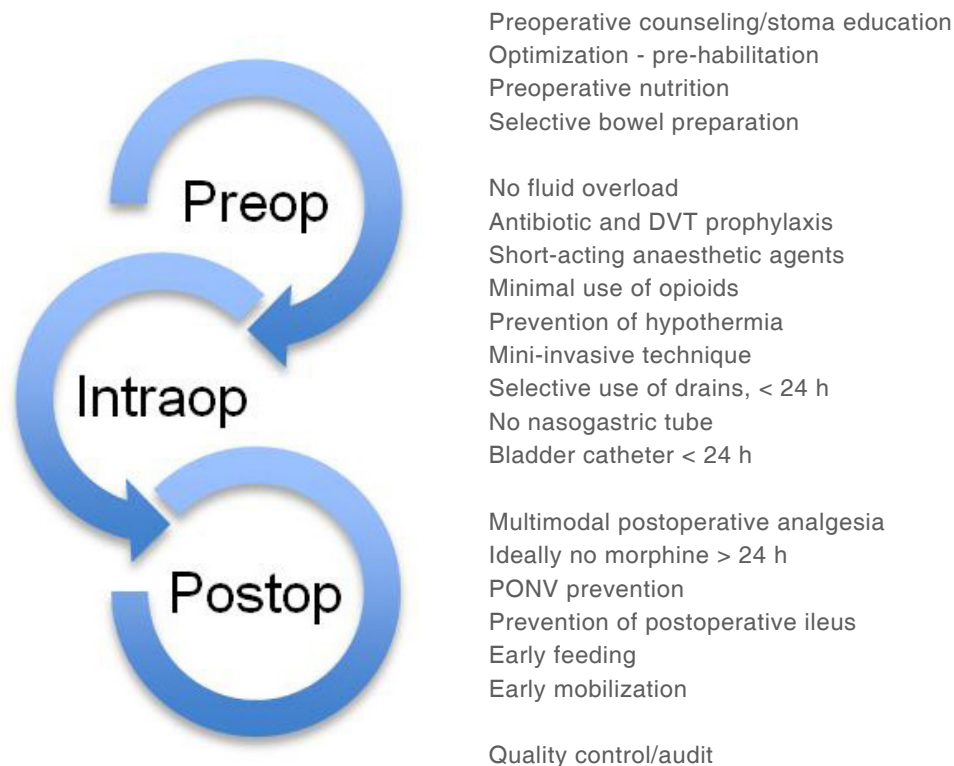 Preoperative counseling/stoma education
Optimization - pre-habilitation
Preoperative nutrition
Selective bowel preparation
Preop
No fluid overload
Antibiotic and DVT prophylaxis
Short-acting anaesthetic agents
Minimal use of opioids
Prevention of hypothermia
Mini-invasive technique
Selective use of drains, < 24 h
No nasogastric tube
Bladder catheter < 24 h
Intraop
Multimodal postoperative analgesia
Ideally no morphine > 24 h
PONV prevention
Prevention of postoperative ileus
Early feeding
Early mobilization
Postop
Quality control/audit